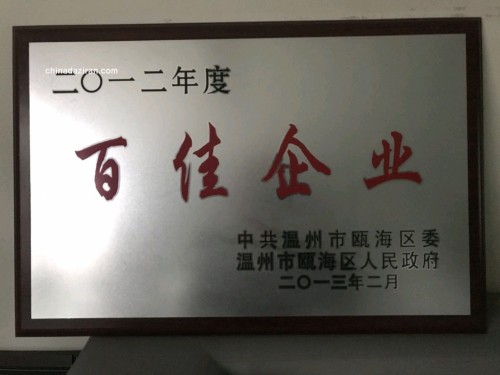 chinadaziran.com
二〇一二年度
百佳企业
中共温州市瓯海区委
温州市瓯海区人民政府
二〇一三年二月